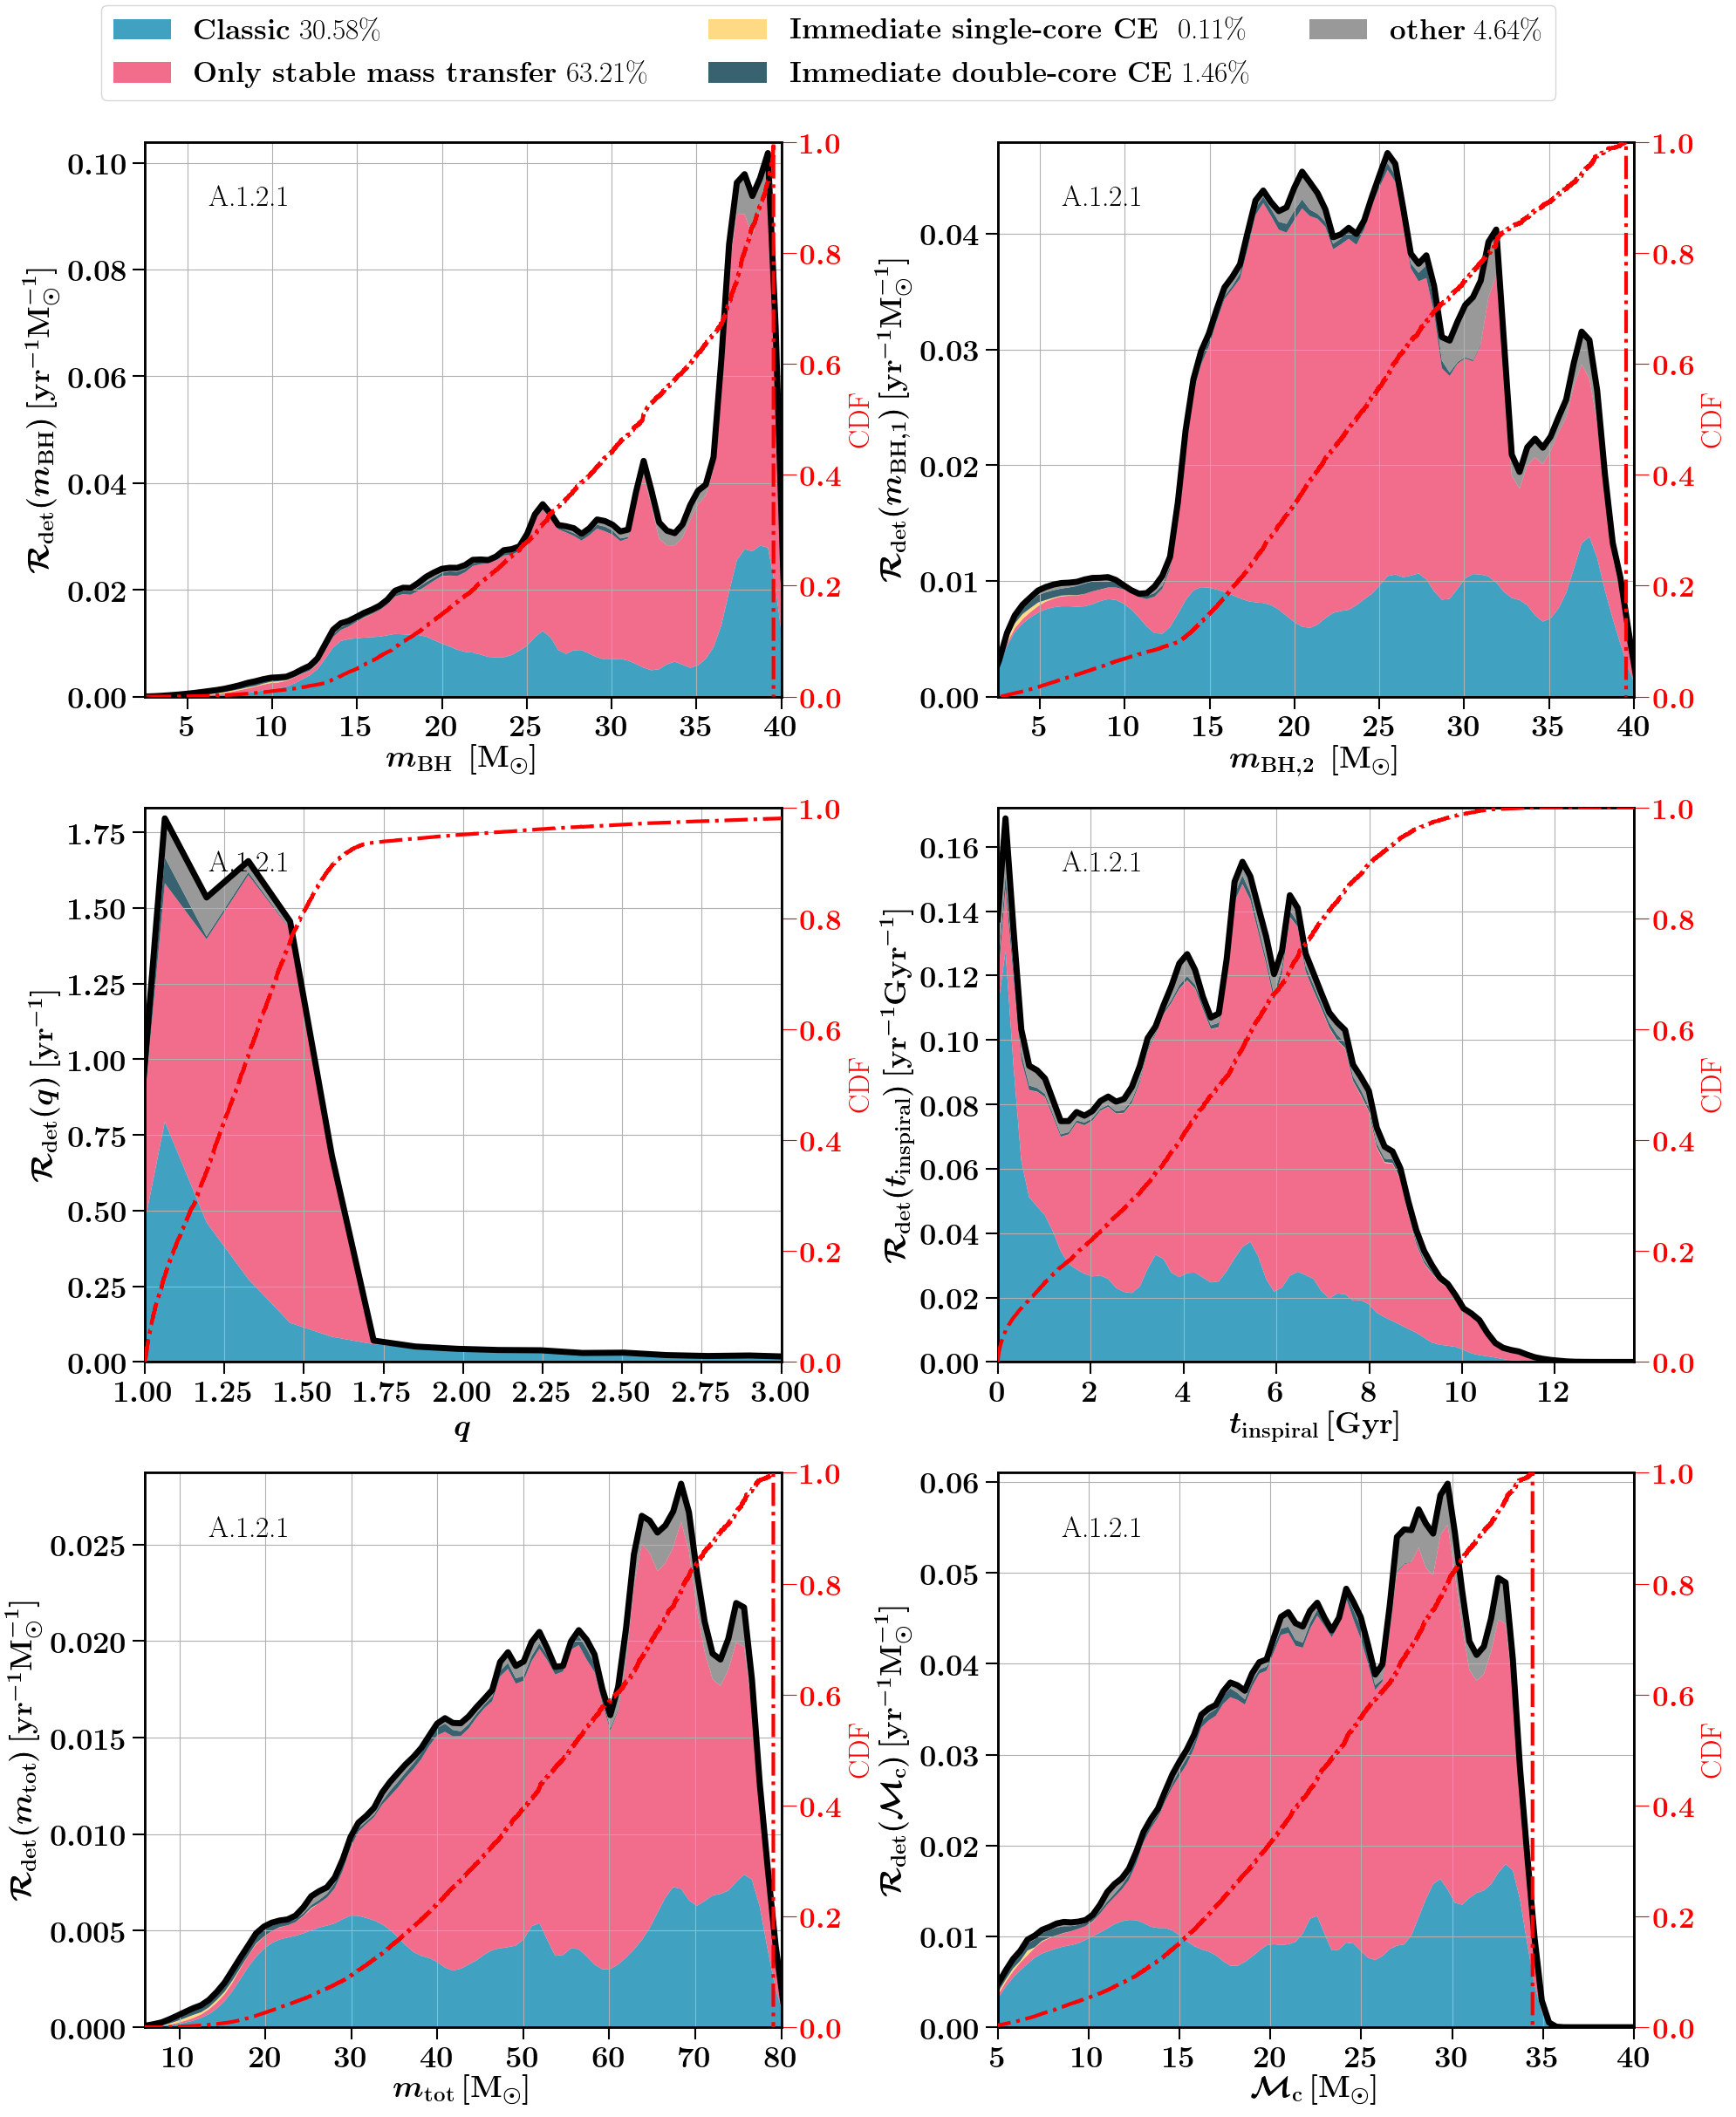 Classic 30.58%
Only stable mass transfer 63.21%
Immediate single-core CE 0.11%
Immediate double-core CE 1.46%
other 4.64%
A.1.2.1
0.10
0.08
0.06
0.04
0.02
0.00
1.0
0.8
0.6
0.4
0.2
0.0
5 10 15 20 25 30 35 40
m_BH [M_⊙]
R_det(m_BH) [yr⁻¹M_⊙⁻¹]
CDF
A.1.2.1
0.04
0.03
0.02
0.01
0.00
1.0
0.8
0.6
0.4
0.2
0.0
5 10 15 20 25 30 35 40
m_BH,2 [M_⊙]
R_det(m_BH,1) [yr⁻¹M_⊙⁻¹]
CDF
A.1.2.1
1.75
1.50
1.25
1.00
0.75
0.50
0.25
0.00
1.0
0.8
0.6
0.4
0.2
0.0
1.00 1.25 1.50 1.75 2.00 2.25 2.50 2.75 3.00
q
R_det(q) [yr⁻¹]
CDF
A.1.2.1
0.16
0.14
0.12
0.10
0.08
0.06
0.04
0.02
0.00
1.0
0.8
0.6
0.4
0.2
0.0
0 2 4 6 8 10 12
t_inspiral [Gyr]
R_det(t_inspiral) [yr⁻¹Gyr⁻¹]
CDF
A.1.2.1
0.025
0.020
0.015
0.010
0.005
0.000
1.0
0.8
0.6
0.4
0.2
0.0
10 20 30 40 50 60 70 80
m_tot [M_⊙]
R_det(m_tot) [yr⁻¹M_⊙⁻¹]
CDF
A.1.2.1
0.06
0.05
0.04
0.03
0.02
0.01
0.00
1.0
0.8
0.6
0.4
0.2
0.0
5 10 15 20 25 30 35 40
M_c [M_⊙]
R_det(M_c) [yr⁻¹M_⊙⁻¹]
CDF